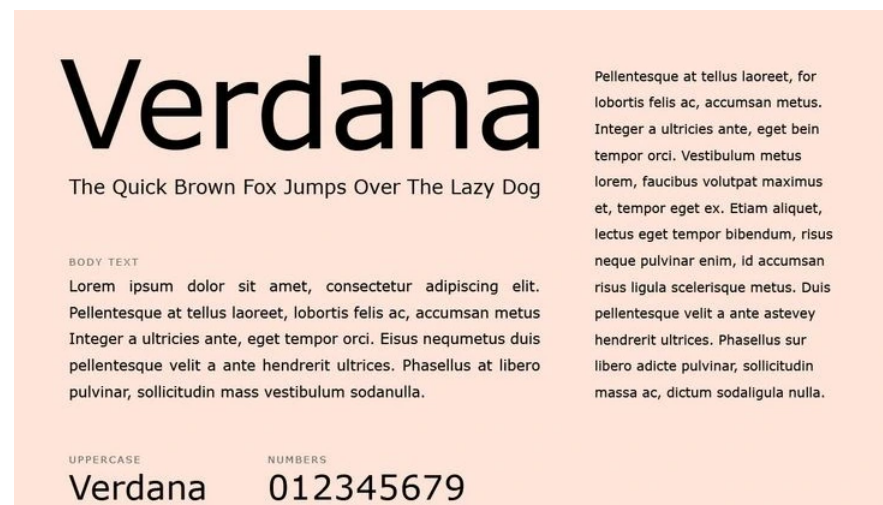 Verdana
The Quick Brown Fox Jumps Over The Lazy Dog
BODY TEXT
Lorem ipsum dolor sit amet, consectetur adipiscing elit.
Pellentesque at tellus laoreet, lobortis felis ac, accumsan metus
Integer a ultricies ante, eget tempor orci. Eisus nequmetus duis
pellentesque velit a ante hendrerit ultrices. Phasellus at libero
pulvinar, sollicitudin mass vestibulum sodanulla.
Pellentesque at tellus laoreet, for
lobortis felis ac, accumsan metus.
Integer a ultricies ante, eget bein
tempor orci. Vestibulum metus
lorem, faucibus volutpat maximus
et, tempor eget ex. Etiam aliquet,
lectus eget tempor bibendum, risus
neque pulvinar enim, id accumsan
risus ligula scelerisque metus. Duis
pellentesque velit a ante astevey
hendrerit ultrices. Phasellus sur
libero adicte pulvinar, sollicitudin
massa ac, dictum sodaligula nulla.
UPPERCASE
Verdana
NUMBERS
012345679